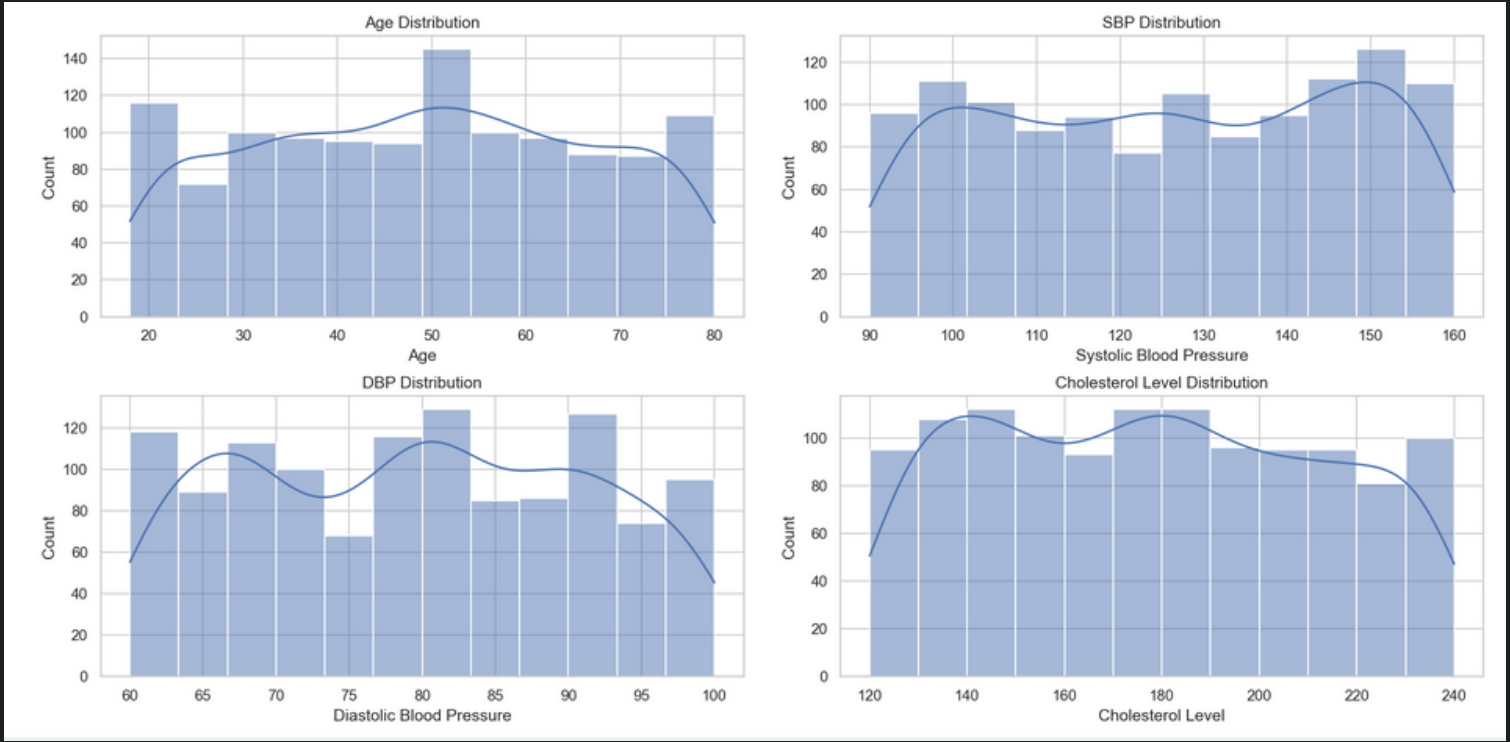 Age Distribution
140
120
100
80
60
40
20
0
Count
20 30 40 50 60 70 80
Age
SBP Distribution
120
100
80
60
40
20
0
Count
90 100 110 120 130 140 150 160
Systolic Blood Pressure
DBP Distribution
120
100
80
60
40
20
0
Count
60 65 70 75 80 85 90 95 100
Diastolic Blood Pressure
Cholesterol Level Distribution
100
80
60
40
20
0
Count
120 140 160 180 200 220 240
Cholesterol Level